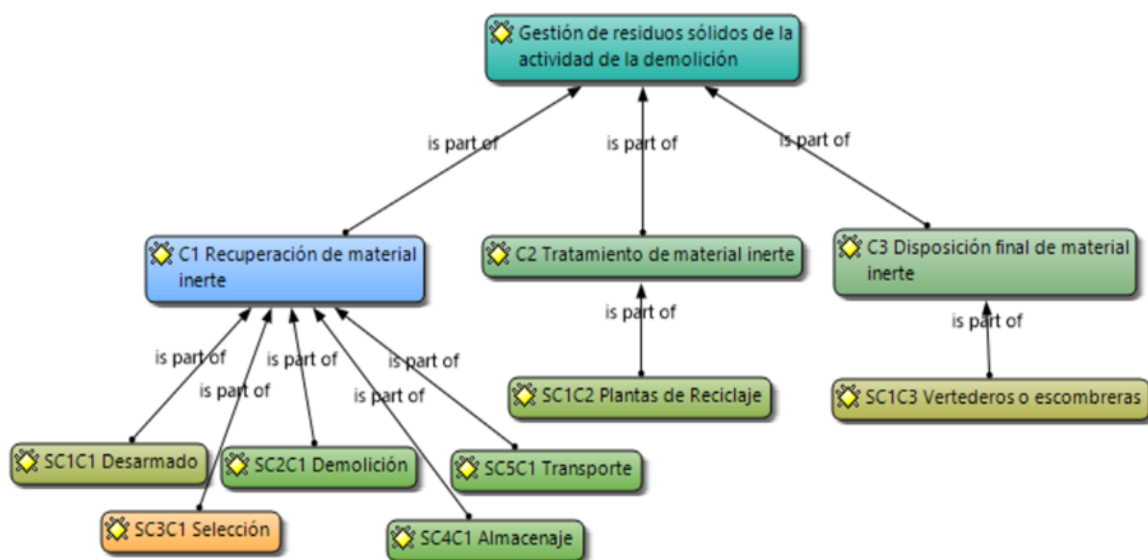 Gestión de residuos sólidos de la
actividad de la demolición
is part of
is part of
is part of
C1 Recuperación de material
inerte
C2 Tratamiento de material inerte
C3 Disposición final de material
inerte
is part of
is part of
is part of
is part of
is part of
is part of
is part of
SC1C2 Plantas de Reciclaje
SC1C3 Vertederos o escombreras
SC1C1 Desarmado
SC2C1 Demolición
SC5C1 Transporte
SC3C1 Selección
SC4C1 Almacenaje